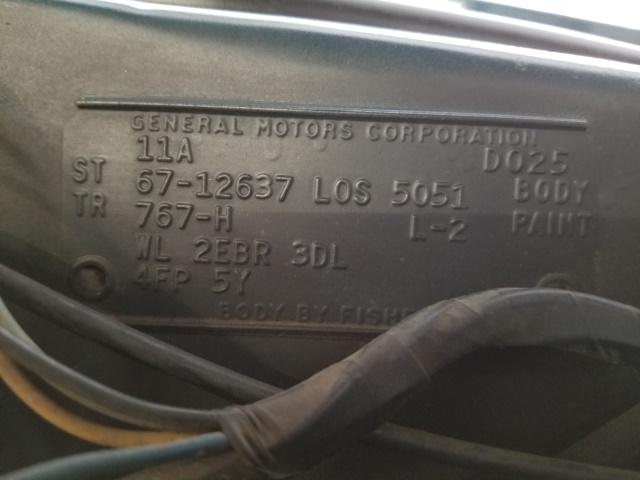 GENERAL MOTORS CORPORATION
11A D025
ST 67-12637 LOS 5051 BODY
TR 767-H L-2 PAINT
WL 2EBR 3DL
4FP 5Y
BODY BY